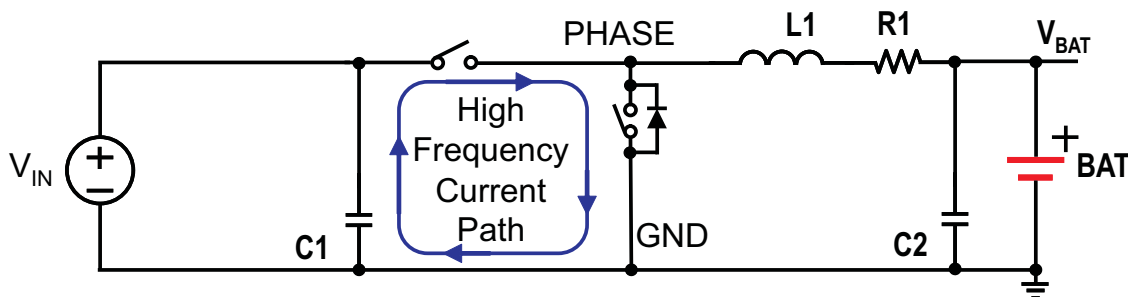 L1
R1
PHASE
V_BAT
High
Frequency
Current
Path
V_IN
+
−
+
BAT
C1
GND
C2